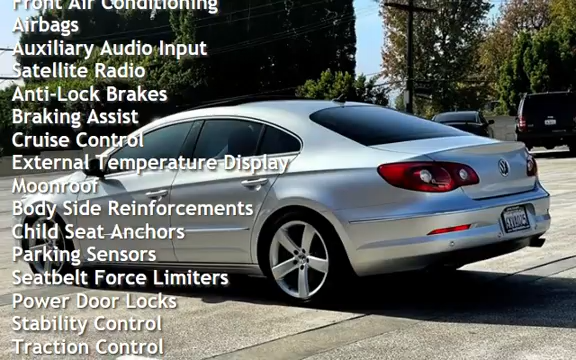 Front Air Conditioning
Airbags
Auxiliary Audio Input
Satellite Radio
Anti-Lock Brakes
Braking Assist
Cruise Control
External Temperature Display
Moonroof
Body Side Reinforcements
Child Seat Anchors
Parking Sensors
Seatbelt Force Limiters
Power Door Locks
Stability Control
Traction Control